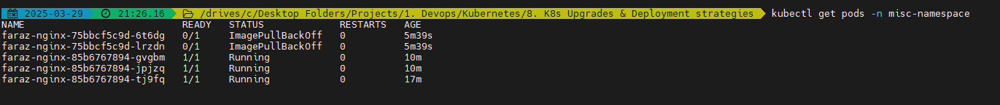 2025-03-29 21:26.16 /drives/c/Desktop Folders/Projects/1. Devops/Kubernetes/8. K8s Upgrades & Deployment strategies kubectl get pods -n misc-namespace
NAME READY STATUS RESTARTS AGE
faraz-nginx-75bbcf5c9d-6t6dg 0/1 ImagePullBackOff 0 5m39s
faraz-nginx-75bbcf5c9d-lrzdn 0/1 ImagePullBackOff 0 5m39s
faraz-nginx-85b6767894-gvgbm 1/1 Running 0 10m
faraz-nginx-85b6767894-jpjzq 1/1 Running 0 10m
faraz-nginx-85b6767894-tj9fq 1/1 Running 0 17m